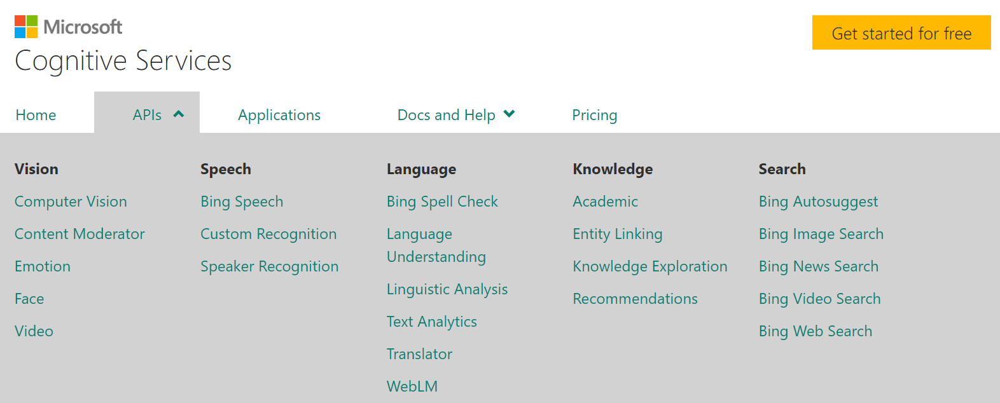 Microsoft
Cognitive Services
Get started for free
Home
APIs
Applications
Docs and Help
Pricing
Vision
Computer Vision
Content Moderator
Emotion
Face
Video
Speech
Bing Speech
Custom Recognition
Speaker Recognition
Language
Bing Spell Check
Language
Understanding
Linguistic Analysis
Text Analytics
Translator
WebLM
Knowledge
Academic
Entity Linking
Knowledge Exploration
Recommendations
Search
Bing Autosuggest
Bing Image Search
Bing News Search
Bing Video Search
Bing Web Search